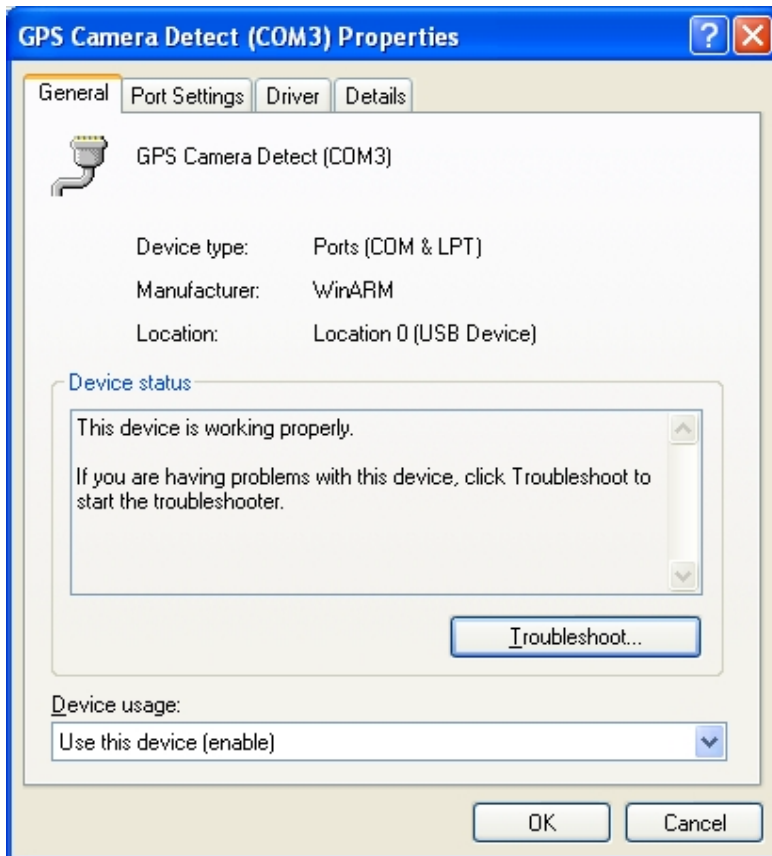 GPS Camera Detect (COM3) Properties
General Port Settings Driver Details
GPS Camera Detect (COM3)
Device type: Ports (COM & LPT)
Manufacturer: WinARM
Location: Location 0 (USB Device)
Device status
This device is working properly.
If you are having problems with this device, click Troubleshoot to
start the troubleshooter.
Troubleshoot...
Device usage:
Use this device (enable)
OK Cancel